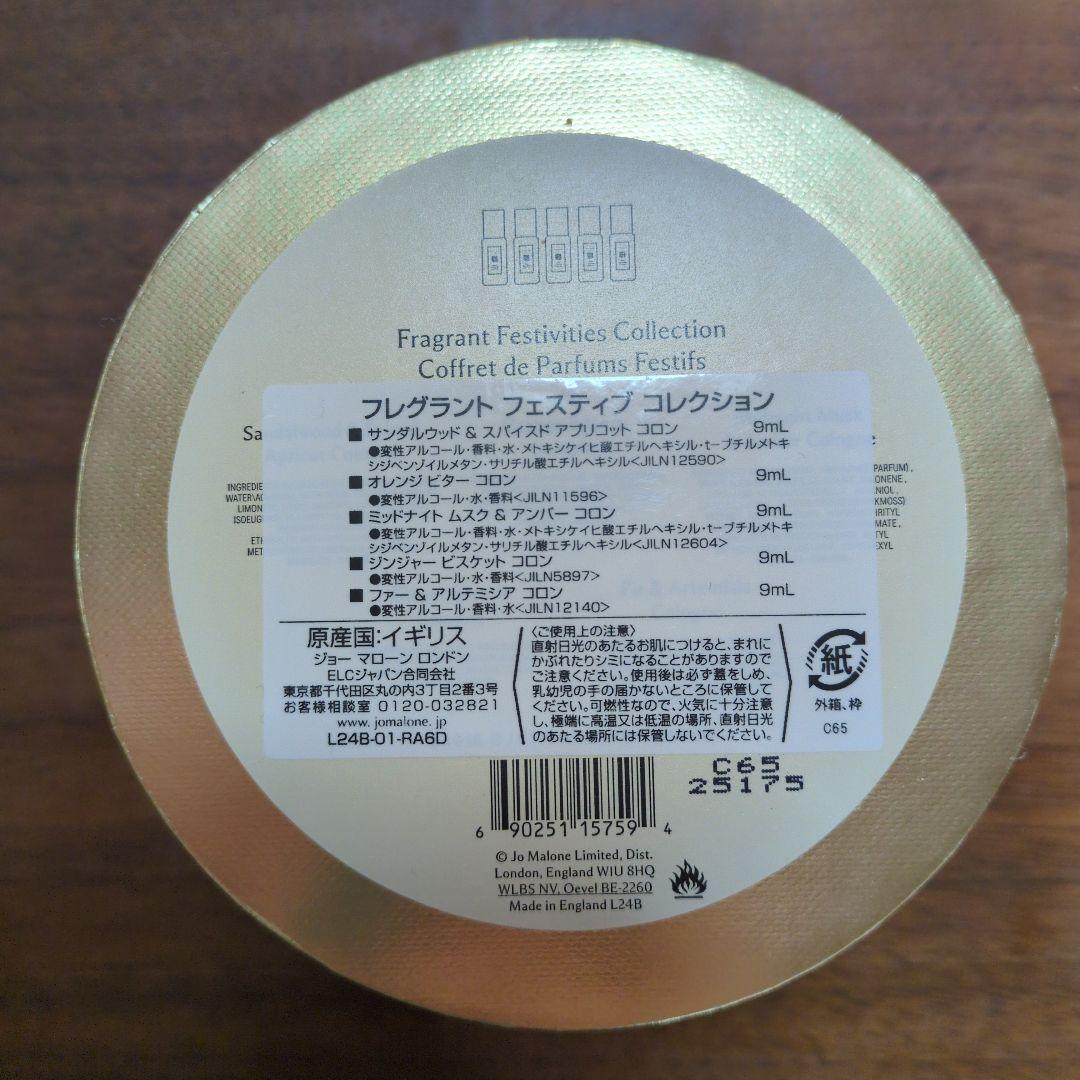 Fragrant Festivities Collection
Coffret de Parfums Festifs
フレグラント フェスティブ コレクション
■ サンダルウッド & スパイスド アプリコット コロン 9mL
●変性アルコール・香料・水・メトキシケイヒ酸エチルヘキシル・t-ブチルメトキ
シジベンゾイルメタン・サリチル酸エチルヘキシル<JILN12590>
■ オレンジ ビター コロン 9mL
●変性アルコール・水・香料<JILN11596>
■ ミッドナイト ムスク & アンバー コロン 9mL
●変性アルコール・香料・水・メトキシケイヒ酸エチルヘキシル・t-ブチルメトキ
シジベンゾイルメタン・サリチル酸エチルヘキシル<JILN12604>
■ ジンジャー ビスケット コロン 9mL
●変性アルコール・水・香料<JILN5897>
■ ファー & アルテミシア コロン 9mL
●変性アルコール・香料・水<JILN12140>
原産国:イギリス
ジョー マローン ロンドン
ELCジャパン合同会社
東京都千代田区丸の内3丁目2番3号
お客様相談室 0120-032821
www. jomalone. jp
L24B-01-RA6D
〈ご使用上の注意〉
直射日光のあたるお肌につけると、まれに
かぶれたりシミになることがありますので
ご注意ください。使用後は必ず蓋をしめ、
乳幼児の手の届かないところに保管して
ください。可燃性なので、火気に十分注意
し、極端に高温又は低温の場所、直射日光
のあたる場所には保管しないでください。
紙
外箱、枠
C65
WATER\AQ
LIMON
ISOEUG
PARFUM),
ONENE,
ANIOL,
KMOSS)
C65
25175
6 90251 15759 4
© Jo Malone Limited, Dist.
London, England W1U 8HQ
WLBS NV, Oevel BE-2260
Made in England L24B